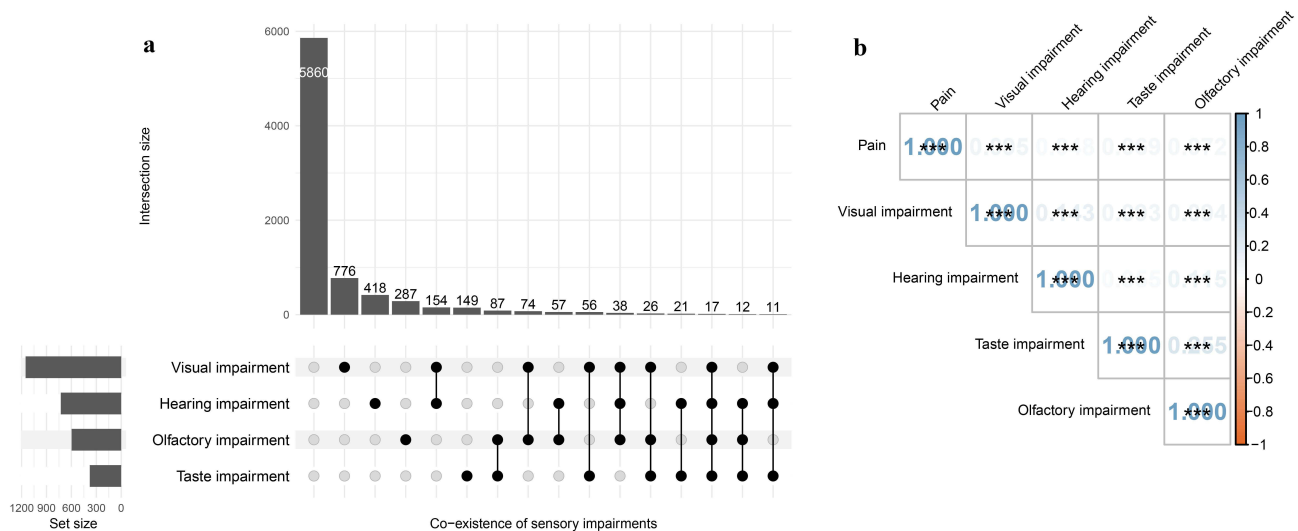 a
Intersection size
6000
4000
2000
0
5860
776
418
287
154
149
87
74
57
56
38
26
21
17
12
11
Visual impairment
Hearing impairment
Olfactory impairment
Taste impairment
1200 900 600 300 0
Set size
Co−existence of sensory impairments
b
Pain
Visual impairment
Hearing impairment
Taste impairment
Olfactory impairment
Pain
1.000 *** *** *** *** ***
Visual impairment
1.000 *** *** *** ***
Hearing impairment
1.000 *** *** ***
Taste impairment
1.000 *** ***
Olfactory impairment
1.000 ***
1
0.8
0.6
0.4
0.2
0
−0.2
−0.4
−0.6
−0.8
−1